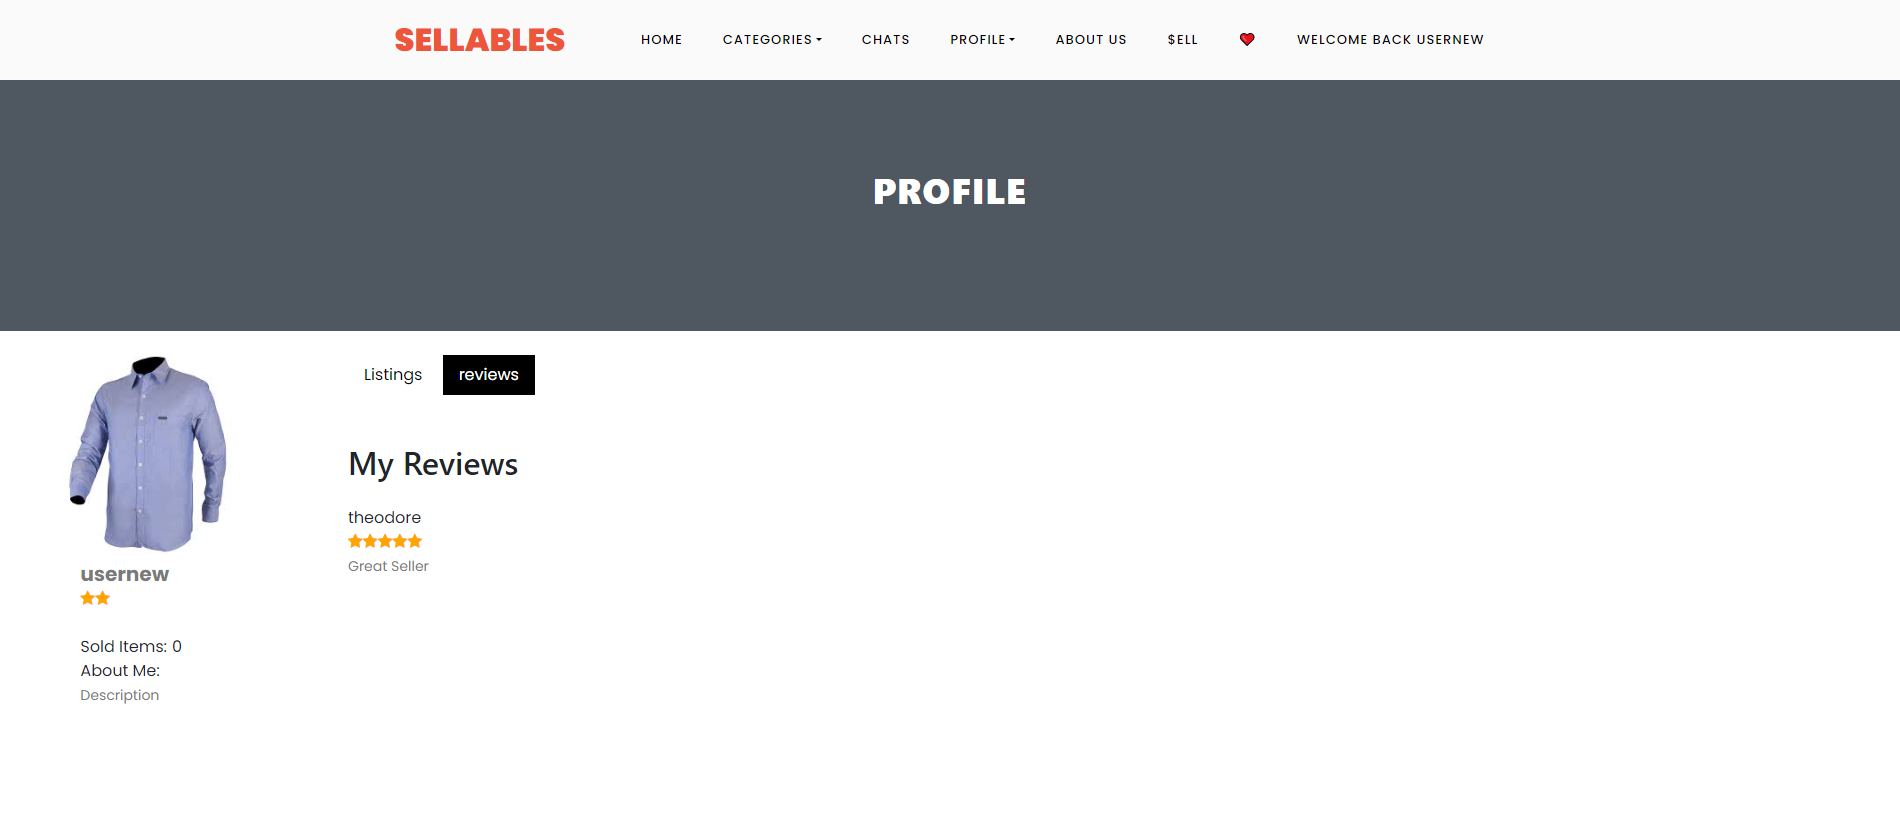 SELLABLES
HOME
CATEGORIES
CHATS
PROFILE
ABOUT US
$ELL
WELCOME BACK USERNEW
PROFILE
usernew
Sold Items: 0
About Me:
Description
Listings
reviews
My Reviews
theodore
Great Seller